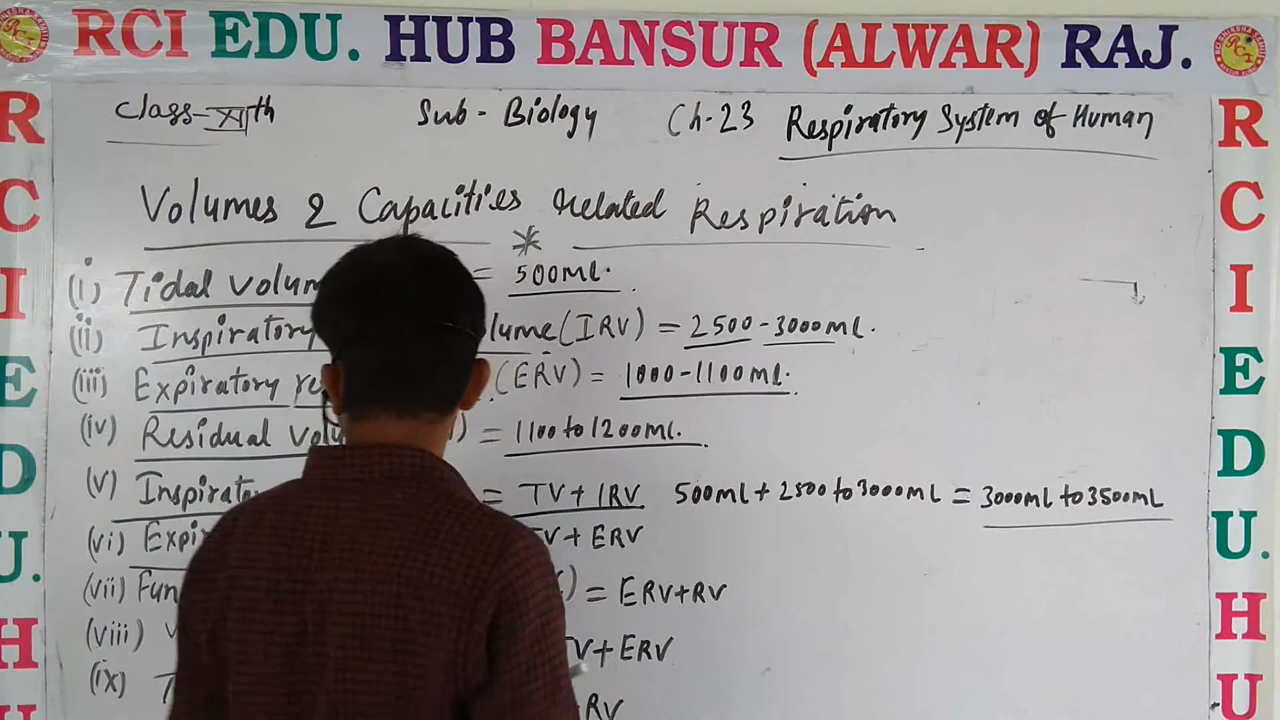 RCI EDU. HUB BANSUR (ALWAR) RAJ.
Class-XIth Sub - Biology Ch-23 Respiratory System of Human
Volumes & Capacities related Respiration
*
(i) Tidal volum = 500ML.
(ii) Inspiratory lume (IRV) = 2500-3000ML.
(iii) Expiratory re (ERV) = 1000-1100ML.
(iv) Residual Volu ) = 1100 to 1200ML.
(v) Inspirato = TV+IRV 500ML+2500 to 3000ML = 3000ML to 3500ML
(vi) Expi TV+ERV
(vii) Fun ) = ERV+RV
(viii) V TV+ERV
(ix) T RV
R
C
I
E
D
U.
H
R
C
I
E
D
U.
H
U